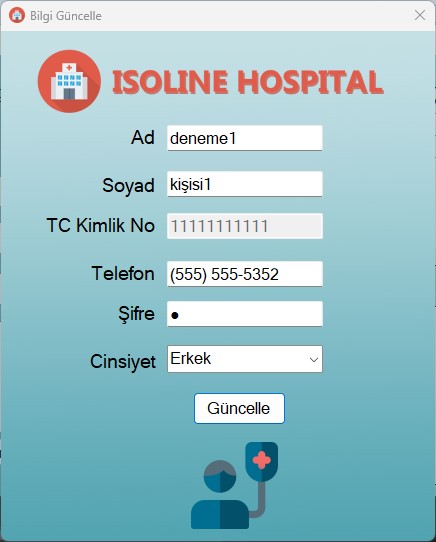 Bilgi Güncelle
ISOLINE HOSPITAL
Ad deneme1
Soyad kişisi1
TC Kimlik No 11111111111
Telefon (555) 555-5352
Şifre ●
Cinsiyet Erkek
Güncelle